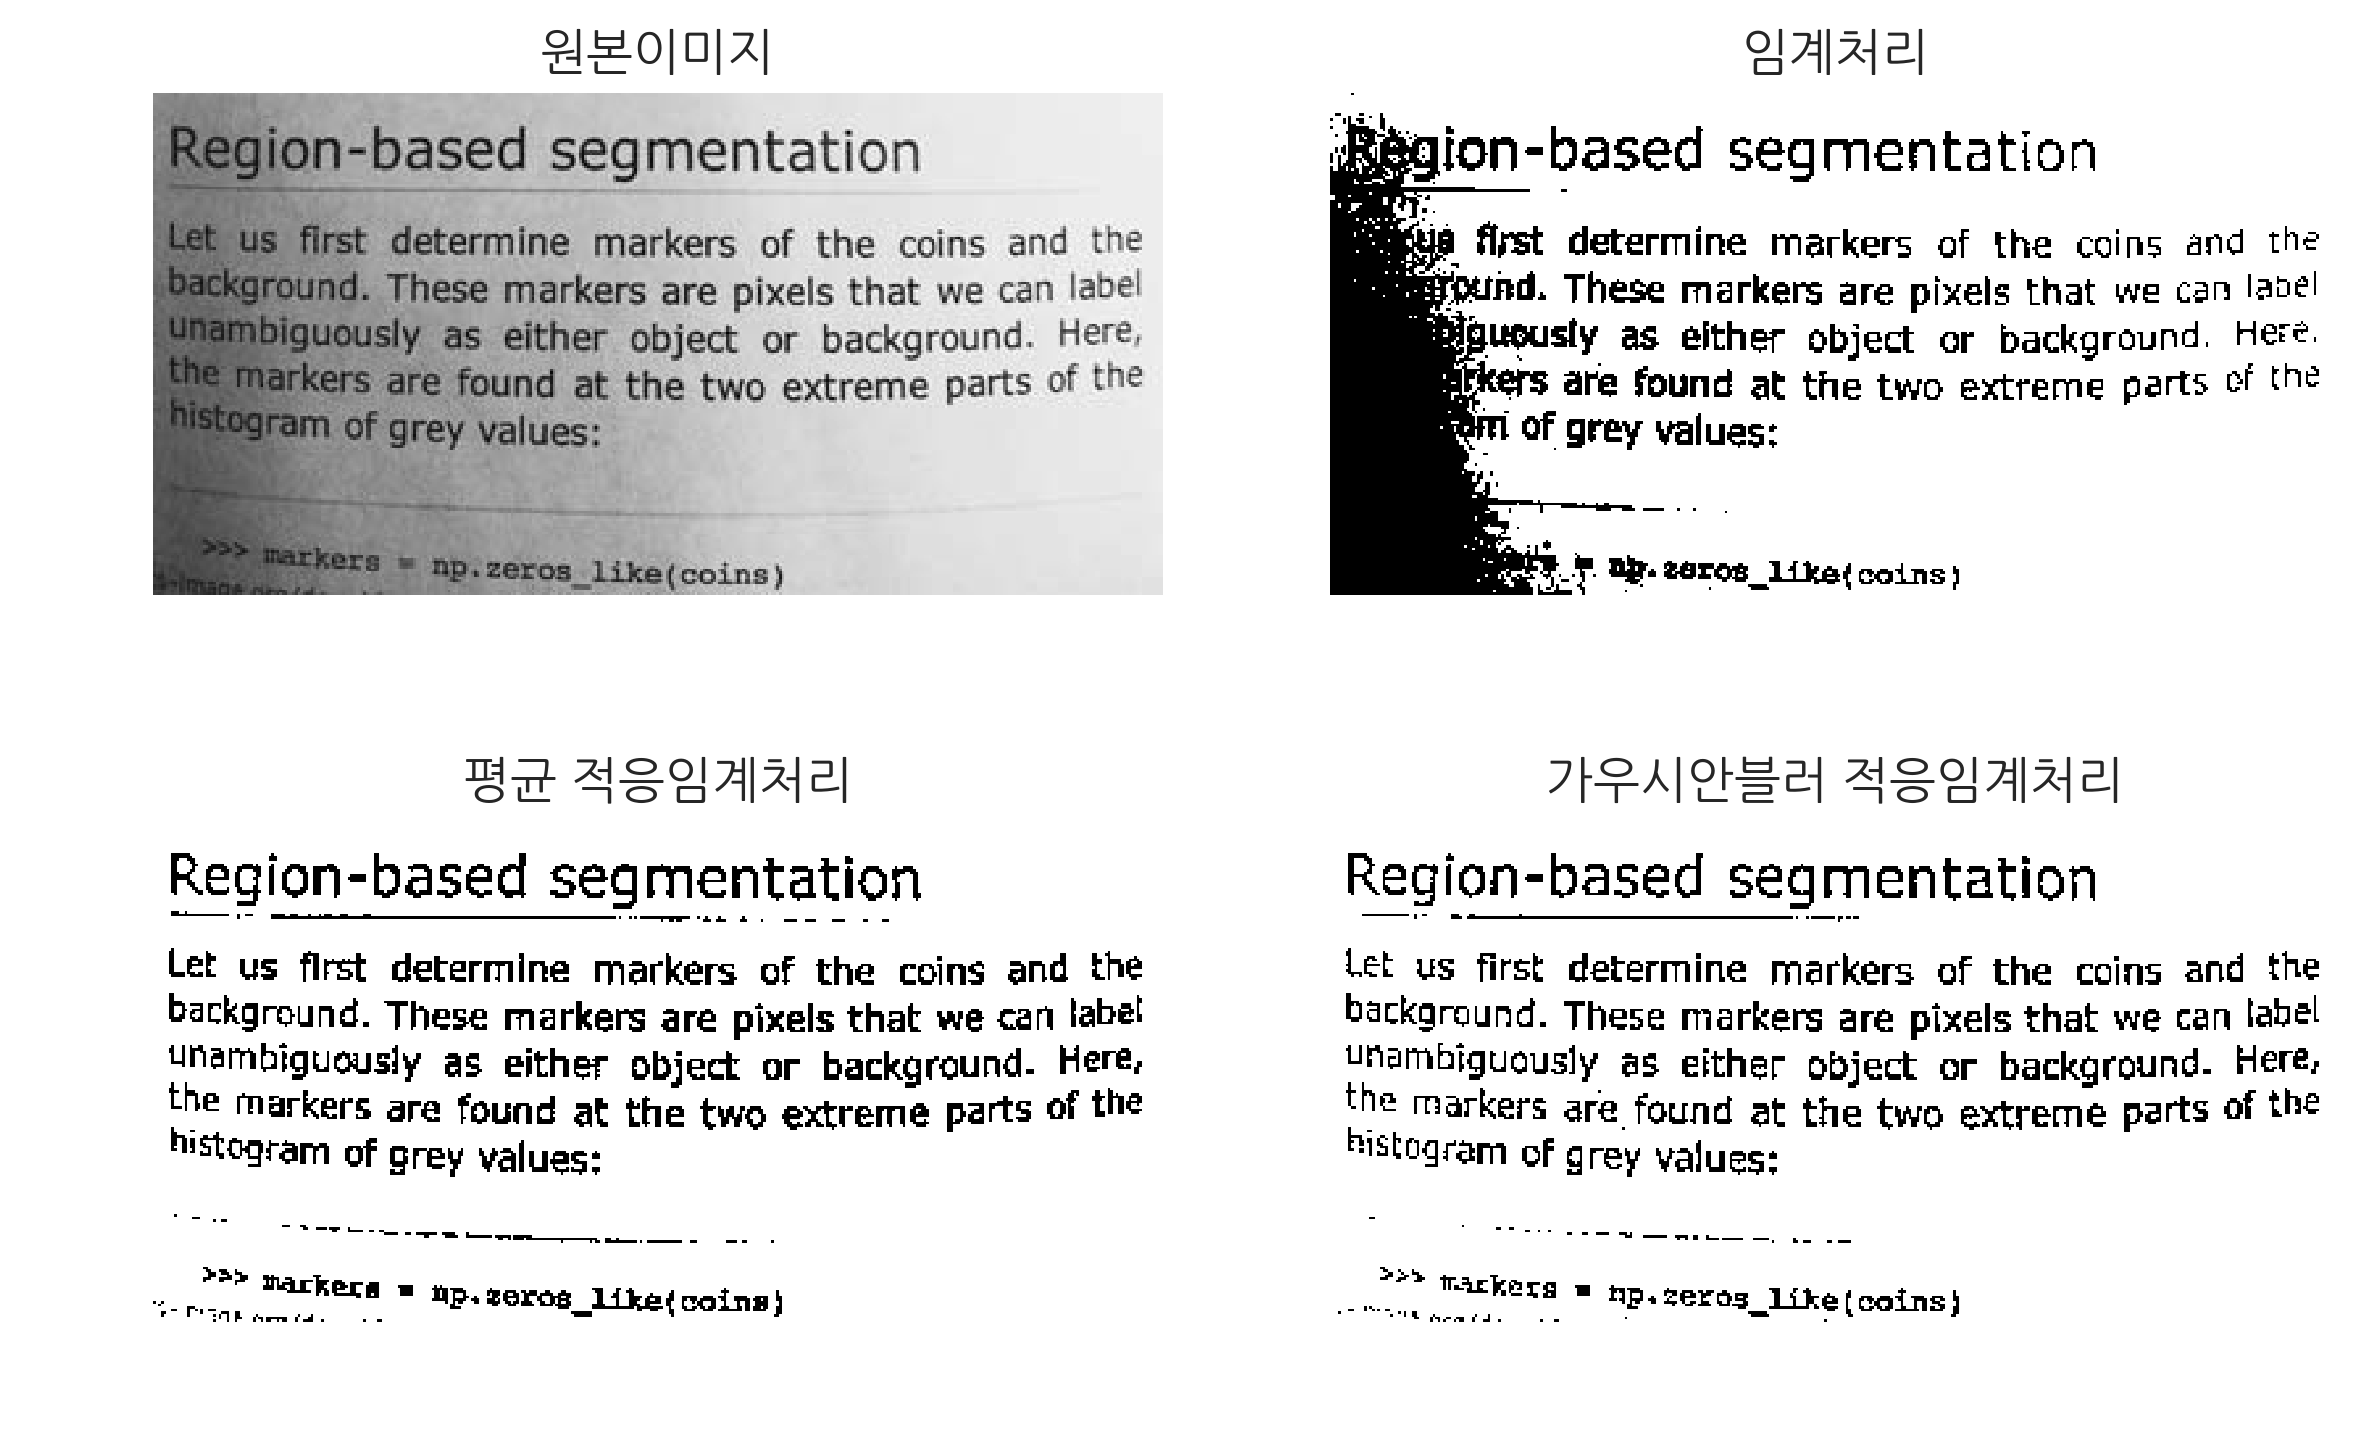 원본이미지
Region-based segmentation
Let us first determine markers of the coins and the
background. These markers are pixels that we can label
unambiguously as either object or background. Here,
the markers are found at the two extreme parts of the
histogram of grey values:
>>> markers = np.zeros_like(coins)
임계처리
gion-based segmentation
us first determine markers of the coins and the
round. These markers are pixels that we can label
biguously as either object or background. Here.
rkers are found at the two extreme parts of the
am of grey values:
= np.zeros_like(coins)
평균 적응임계처리
Region-based segmentation
Let us first determine markers of the coins and the
background. These markers are pixels that we can label
unambiguously as either object or background. Here,
the markers are found at the two extreme parts of the
histogram of grey values:
>>> markers = np.zeros_like(coins)
가우시안블러 적응임계처리
Region-based segmentation
Let us first determine markers of the coins and the
background. These markers are pixels that we can label
unambiguously as either object or background. Here,
the markers are found at the two extreme parts of the
histogram of grey values:
>>> markers = np.zeros_like(coins)